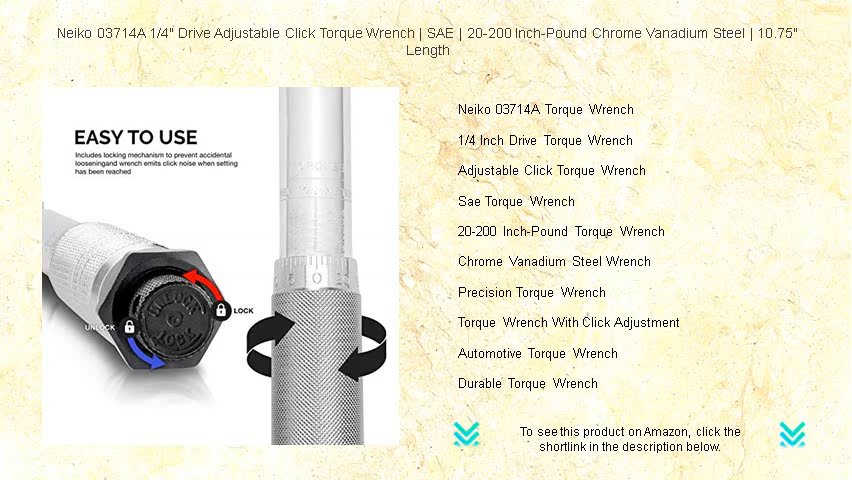 Neiko 03714A 1/4" Drive Adjustable Click Torque Wrench | SAE | 20-200 Inch-Pound Chrome Vanadium Steel | 10.75"
Length
EASY TO USE
Includes locking mechanism to prevent accidental
looseningand wrench emits click noise when setting
has been reached
LOCK
UNLOCK
UNLOCK
LOCK
Neiko 03714A Torque Wrench
1/4 Inch Drive Torque Wrench
Adjustable Click Torque Wrench
Sae Torque Wrench
20-200 Inch-Pound Torque Wrench
Chrome Vanadium Steel Wrench
Precision Torque Wrench
Torque Wrench With Click Adjustment
Automotive Torque Wrench
Durable Torque Wrench
To see this product on Amazon, click the
shortlink in the description below.